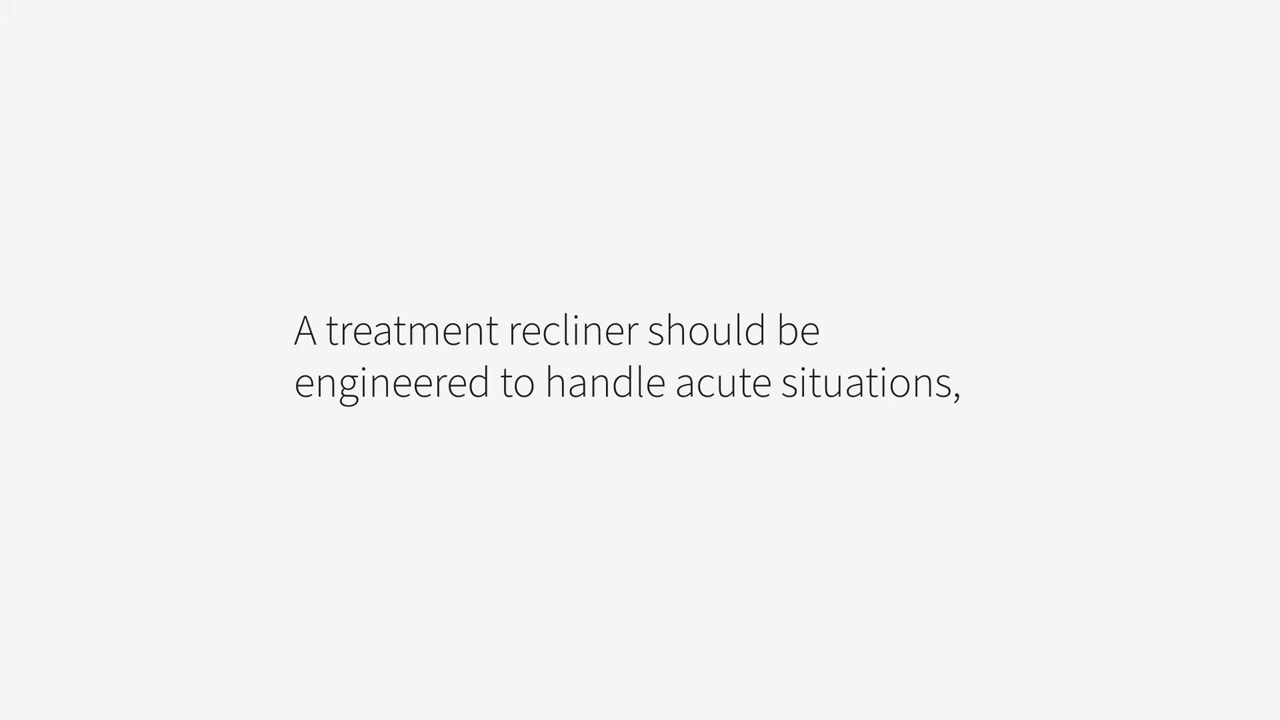 A treatment recliner should be
engineered to handle acute situations,